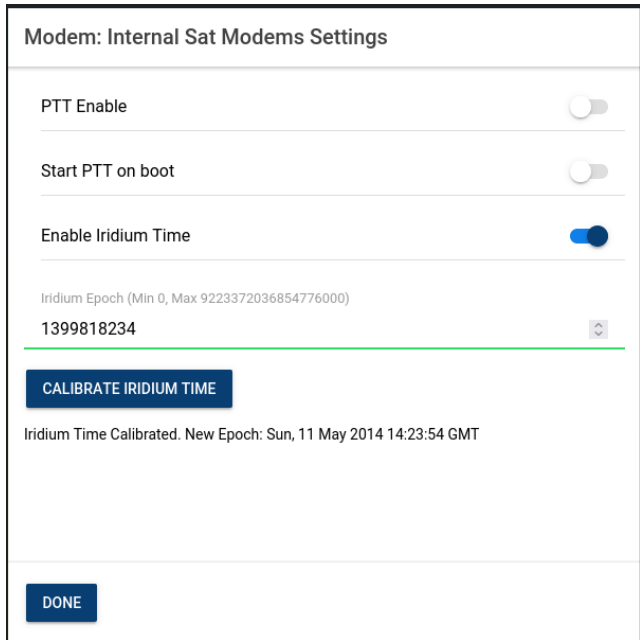 Modem: Internal Sat Modems Settings
PTT Enable
Start PTT on boot
Enable Iridium Time
Iridium Epoch (Min 0, Max 9223372036854776000)
1399818234
CALIBRATE IRIDIUM TIME
Iridium Time Calibrated. New Epoch: Sun, 11 May 2014 14:23:54 GMT
DONE